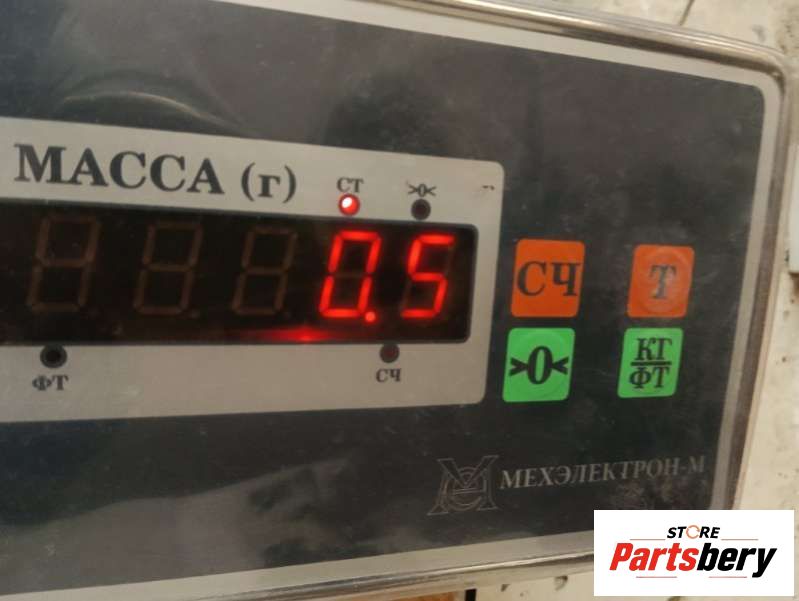 МАССА (г)
СТ
>0<
0.5
ФТ
СЧ
СЧ
Т
>0<
КГ
ФТ
МЕХЭЛЕКТРОН-М
STORE
Partsbery